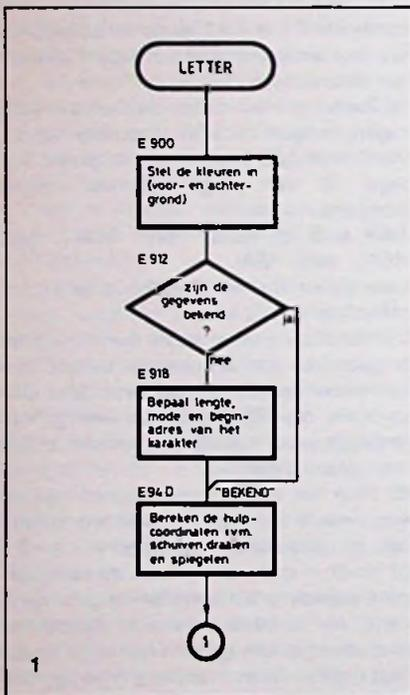 LETTER
E 900
Stel de kleuren in
(voor- en achter-
grond)
E 912
zijn de
gegevens
bekend
?
ja
nee
E 918
Bepaal lengte,
mode en begin-
adres van het
karakter
E 94D
"BEKEND"
Bereken de hulp-
coordinaten i.v.m.
schuiven, draaien
en spiegelen
1
1